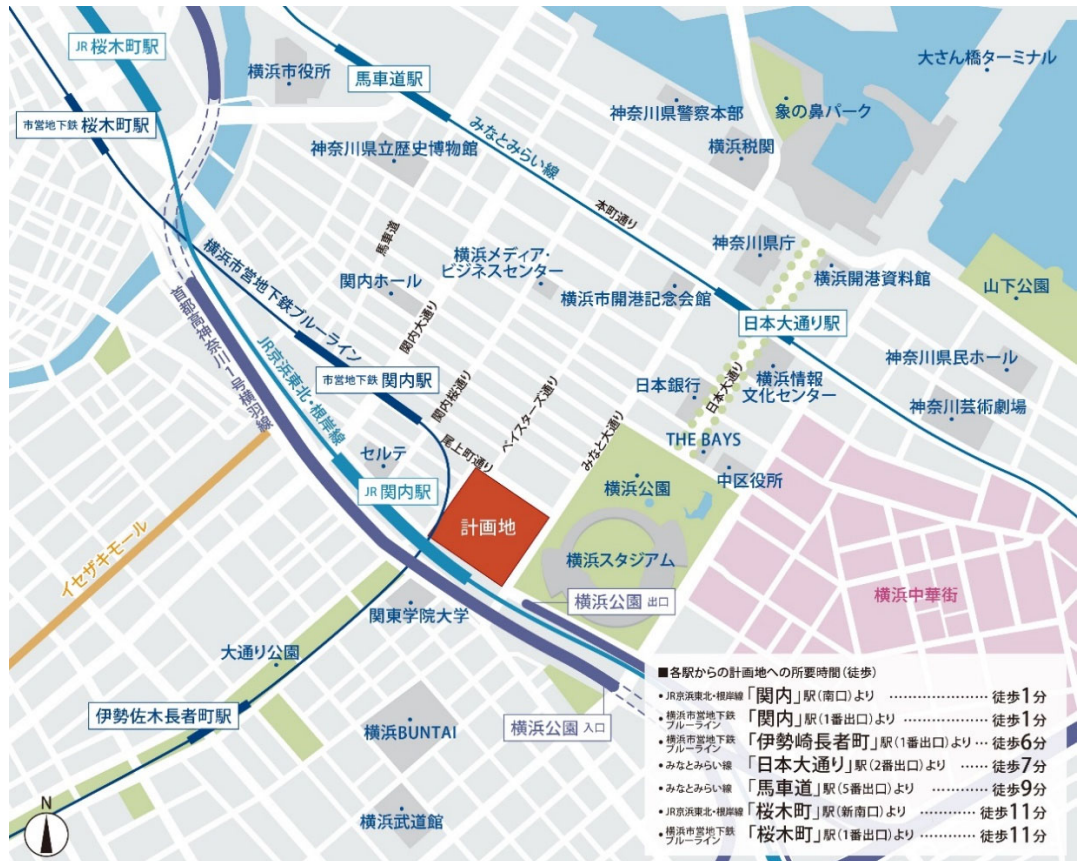 JR 桜木町駅
横浜市役所
馬車道駅
大さん橋ターミナル
市営地下鉄 桜木町駅
神奈川県警察本部
象の鼻パーク
みなとみらい線
神奈川県立歴史博物館
横浜税関
本町通り
馬車道
横浜市営地下鉄ブルーライン
横浜メディア・
ビジネスセンター
神奈川県庁
横浜開港資料館
関内ホール
横浜市開港記念会館
山下公園
首都高神奈川1号横羽線
関内大通り
日本大通り駅
JR京浜東北・根岸線
市営地下鉄 関内駅
神奈川県民ホール
関内桜通り
ベイスターズ通り
日本銀行
日本大通り
横浜情報
文化センター
神奈川芸術劇場
尾上町通り
みなと大通り
THE BAYS
セルテ
中区役所
JR 関内駅
横浜公園
計画地
イセザキモール
横浜スタジアム
横浜中華街
横浜公園 出口
関東学院大学
大通り公園
伊勢佐木長者町駅
横浜BUNTAI
横浜公園 入口
横浜武道館
N
■各駅からの計画地への所要時間(徒歩)
• JR京浜東北・根岸線 「関内」駅(南口)より ………………… 徒歩1分
• 横浜市営地下鉄 ブルーライン 「関内」駅(1番出口)より ……………… 徒歩1分
• 横浜市営地下鉄 ブルーライン 「伊勢崎長者町」駅(1番出口)より … 徒歩6分
• みなとみらい線 「日本大通り」駅(2番出口)より …… 徒歩7分
• みなとみらい線 「馬車道」駅(5番出口)より ………… 徒歩9分
• JR京浜東北・根岸線 「桜木町」駅(新南口)より ………… 徒歩11分
• 横浜市営地下鉄 ブルーライン 「桜木町」駅(1番出口)より ………… 徒歩11分